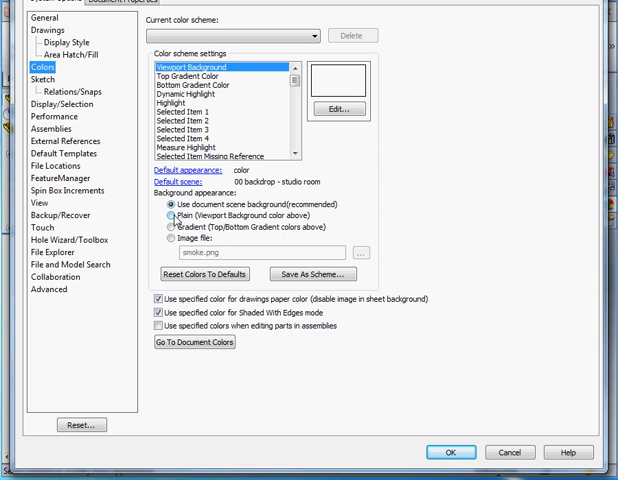 System Options
Document Properties
General
Drawings
Display Style
Area Hatch/Fill
Colors
Sketch
Relations/Snaps
Display/Selection
Performance
Assemblies
External References
Default Templates
File Locations
FeatureManager
Spin Box Increments
View
Backup/Recover
Touch
Hole Wizard/Toolbox
File Explorer
File and Model Search
Collaboration
Advanced
Reset...
Current color scheme:
Delete
Color scheme settings
Viewport Background
Top Gradient Color
Bottom Gradient Color
Dynamic Highlight
Highlight
Selected Item 1
Selected Item 2
Selected Item 3
Selected Item 4
Measure Highlight
Selected Item Missing Reference
Edit...
Default appearance: color
Default scene: 00 backdrop - studio room
Background appearance:
Use document scene background(recommended)
Plain (Viewport Background color above)
Gradient (Top/Bottom Gradient colors above)
Image file:
smoke.png
...
Reset Colors To Defaults
Save As Scheme...
Use specified color for drawings paper color (disable image in sheet background)
Use specified color for Shaded With Edges mode
Use specified colors when editing parts in assemblies
Go To Document Colors
OK
Cancel
Help